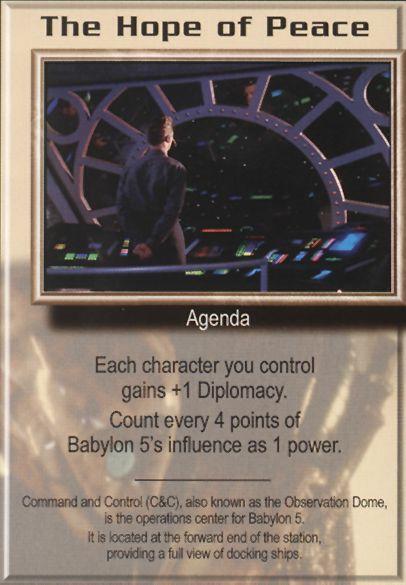 The Hope of Peace
Agenda
Each character you control
gains +1 Diplomacy.
Count every 4 points of
Babylon 5's influence as 1 power.
Command and Control (C&C), also known as the Observation Dome,
is the operations center for Babylon 5.
It is located at the forward end of the station,
providing a full view of docking ships.